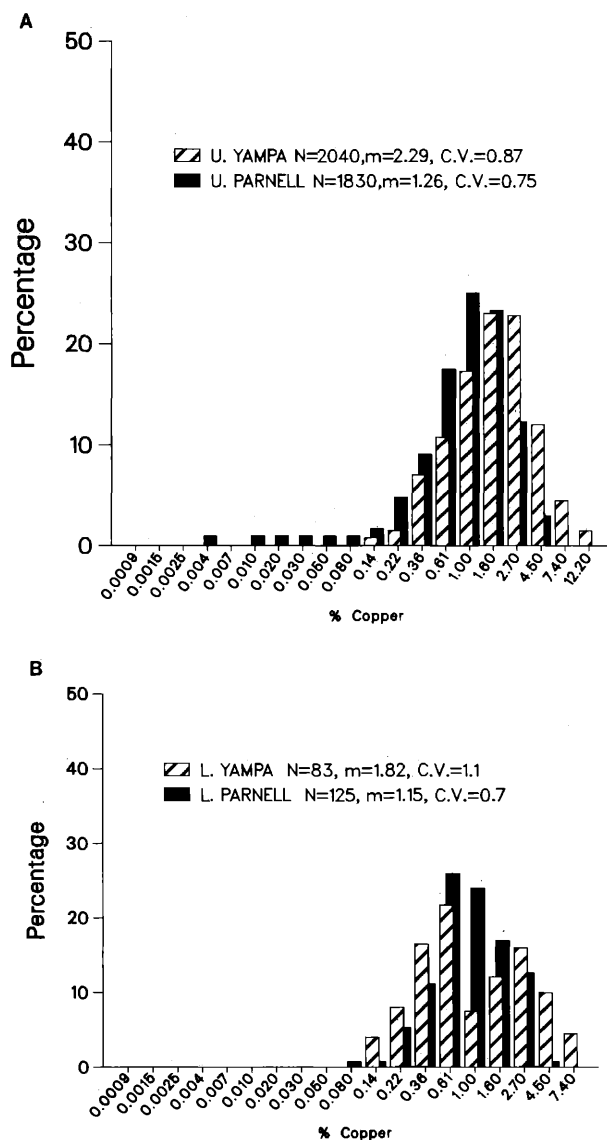 A
50
40
30
20
10
0
Percentage
U. YAMPA N=2040,m=2.29, C.V.=0.87
U. PARNELL N=1830,m=1.26, C.V.=0.75
0.0009 0.0015 0.0025 0.004 0.007 0.010 0.020 0.030 0.050 0.080 0.14 0.22 0.36 0.61 1.00 1.60 2.70 4.50 7.40 12.20
% Copper
B
50
40
30
20
10
0
Percentage
L. YAMPA N=83, m=1.82, C.V.=1.1
L. PARNELL N=125, m=1.15, C.V.=0.7
0.0009 0.0015 0.0025 0.004 0.007 0.010 0.020 0.030 0.050 0.080 0.14 0.22 0.36 0.61 1.00 1.60 2.70 4.50 7.40
% Copper